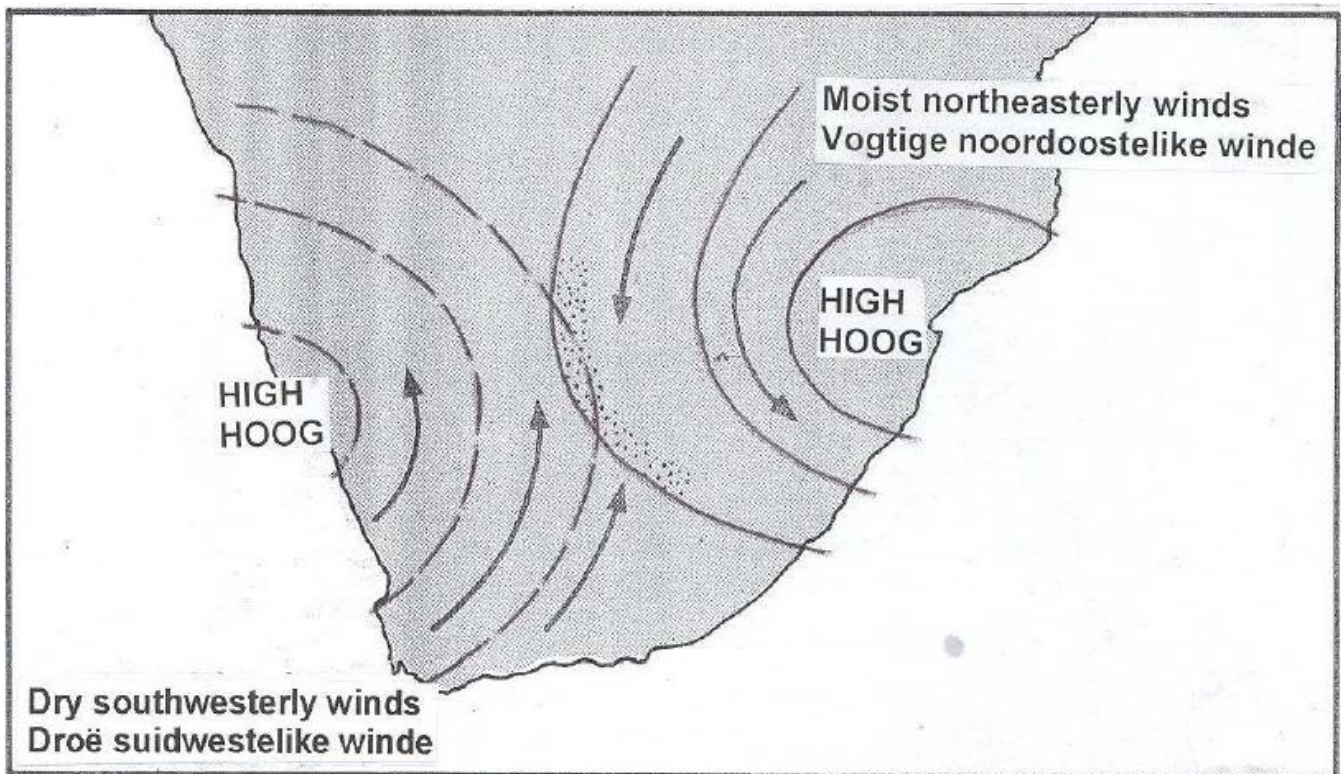 Moist northeasterly winds
Vogtige noordoostelike winde
HIGH
HOOG
HIGH
HOOG
Dry southwesterly winds
Droë suidwestelike winde